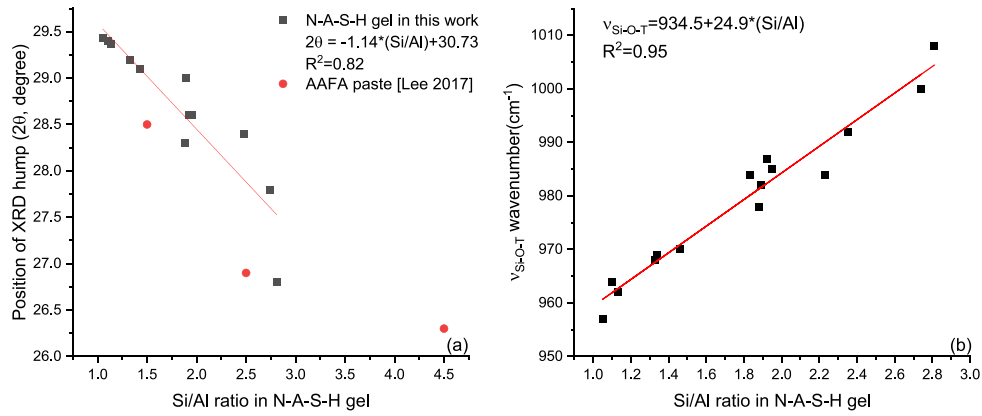 N-A-S-H gel in this work
2θ = -1.14*(Si/Al)+30.73
R²=0.82
AAFA paste [Lee 2017]
Position of XRD hump (2θ, degree)
29.5
29.0
28.5
28.0
27.5
27.0
26.5
26.0
1.0 1.5 2.0 2.5 3.0 3.5 4.0 4.5
(a)
Si/Al ratio in N-A-S-H gel
νSi-O-T=934.5+24.9*(Si/Al)
R²=0.95
νSi-O-T wavenumber(cm⁻¹)
1010
1000
990
980
970
960
950
1.0 1.2 1.4 1.6 1.8 2.0 2.2 2.4 2.6 2.8 3.0
(b)
Si/Al ratio in N-A-S-H gel